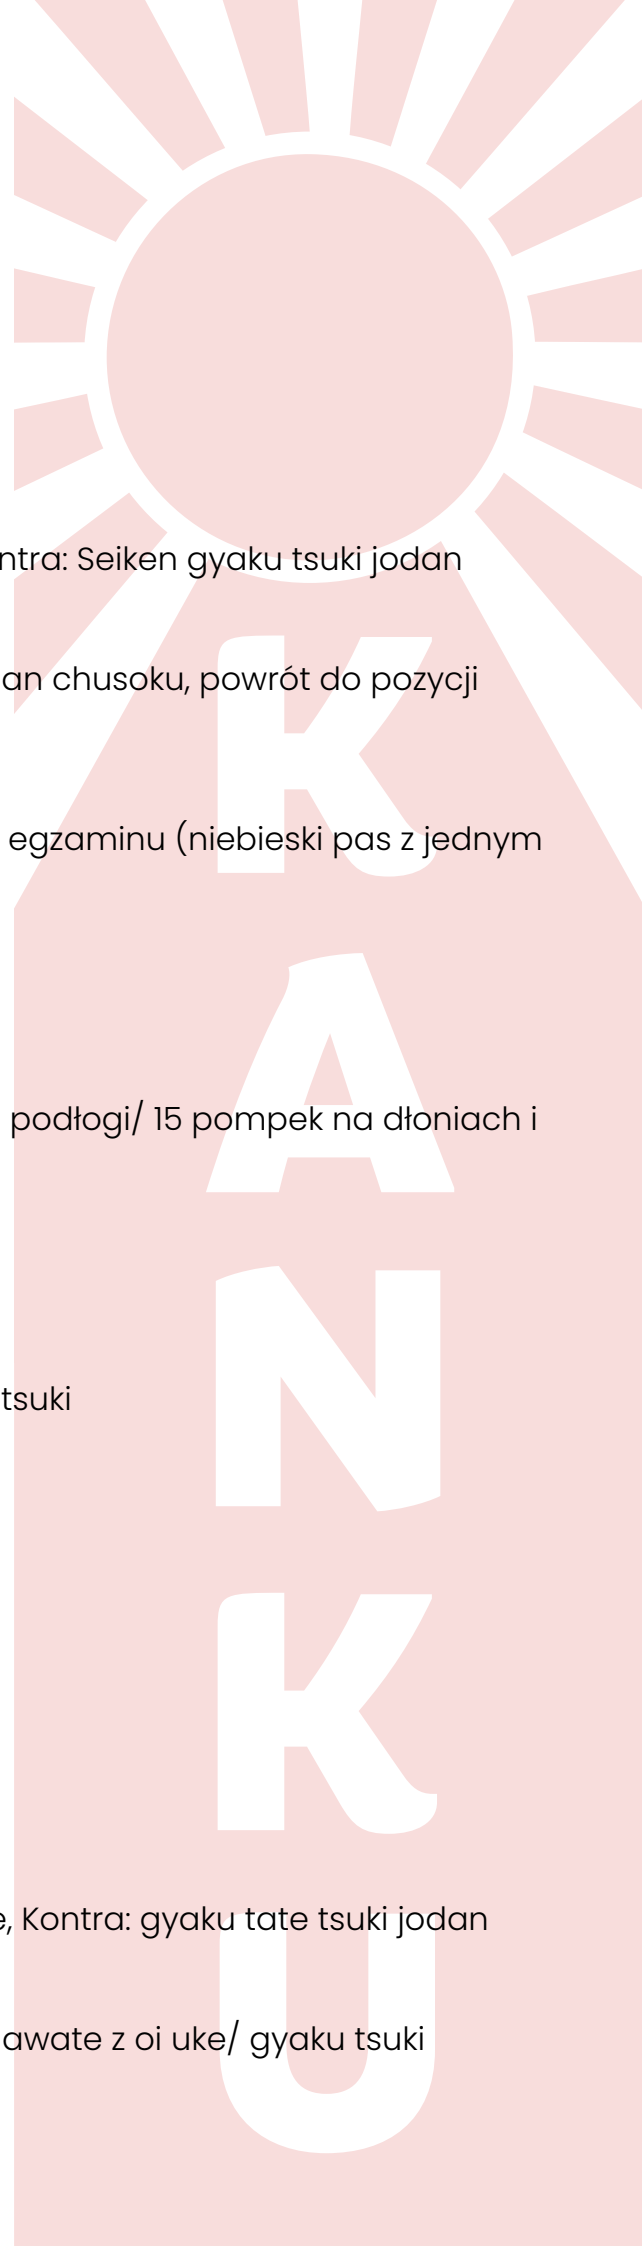 ntra: Seiken gyaku tsuki jodan
an chusoku, powrót do pozycji
K
egzaminu (niebieski pas z jednym
A
podłogi/ 15 pompek na dłoniach i
N
tsuki
K
e, Kontra: gyaku tate tsuki jodan
U
awate z oi uke/ gyaku tsuki